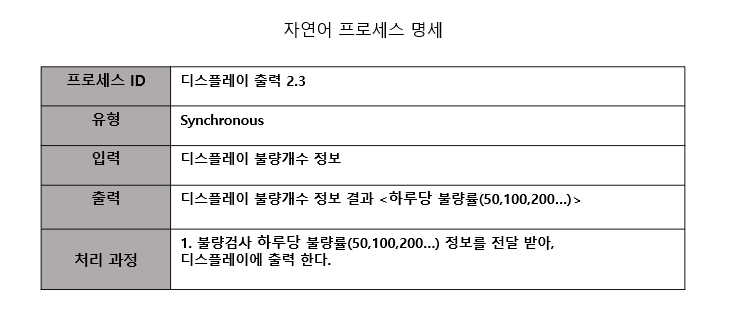 자연어 프로세스 명세
프로세스 ID
디스플레이 출력 2.3
유형
Synchronous
입력
디스플레이 불량개수 정보
출력
디스플레이 불량개수 정보 결과 <하루당 불량률(50,100,200...)>
처리 과정
1. 불량검사 하루당 불량률(50,100,200...) 정보를 전달 받아,
디스플레이에 출력 한다.